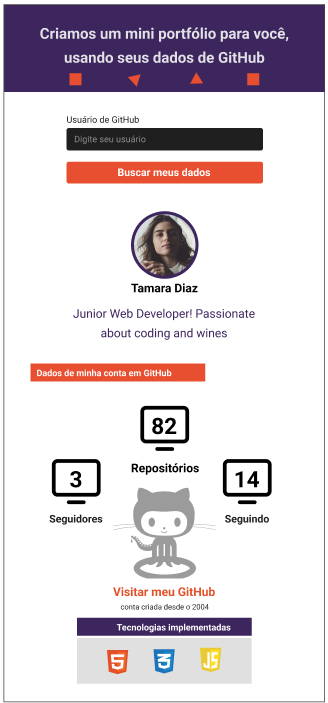 Criamos um mini portfólio para você,
usando seus dados de GitHub
Usuário de GitHub
Digite seu usuário
Buscar meus dados
Tamara Diaz
Junior Web Developer! Passionate
about coding and wines
Dados de minha conta em GitHub
82
Repositórios
3
Seguidores
14
Seguindo
Visitar meu GitHub
conta criada desde o 2004
Tecnologias implementadas
5
3
JS